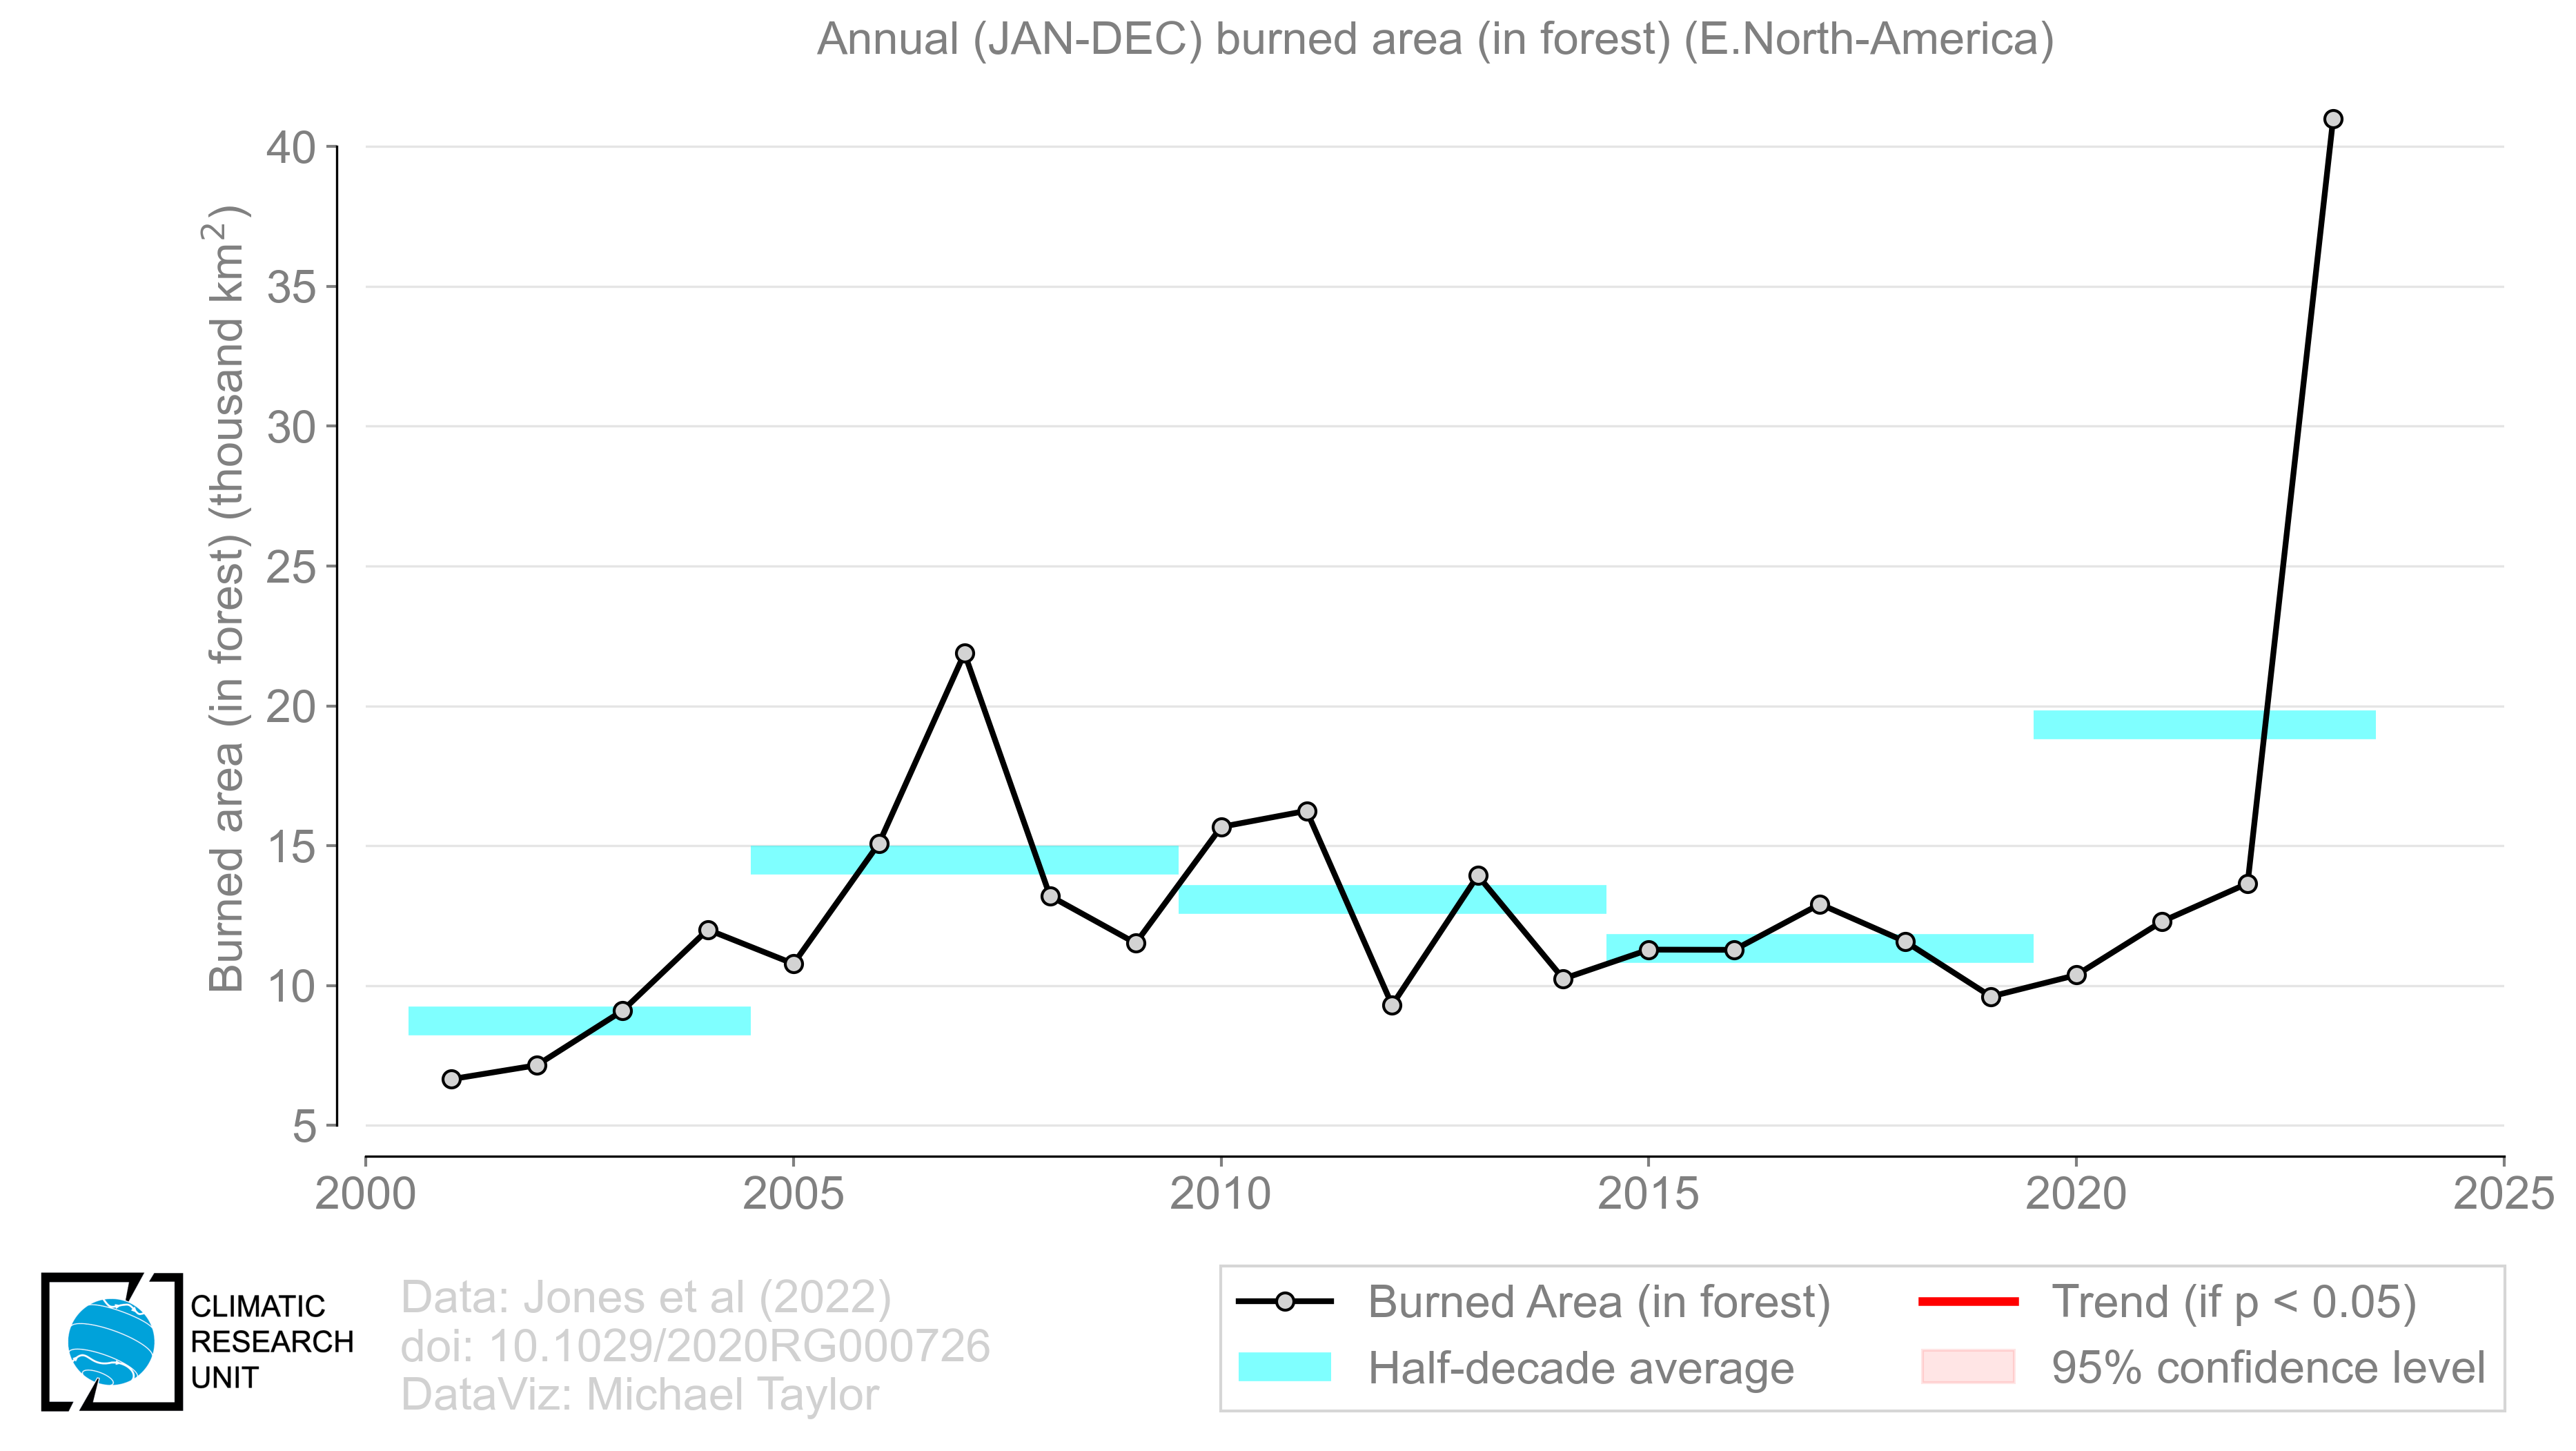 Annual (JAN-DEC) burned area (in forest) (E.North-America)
Burned area (in forest) (thousand km²)
40
35
30
25
20
15
10
5
2000 2005 2010 2015 2020 2025
CLIMATIC
RESEARCH
UNIT
Data: Jones et al (2022)
doi: 10.1029/2020RG000726
DataViz: Michael Taylor
Burned Area (in forest)
Half-decade average
Trend (if p < 0.05)
95% confidence level